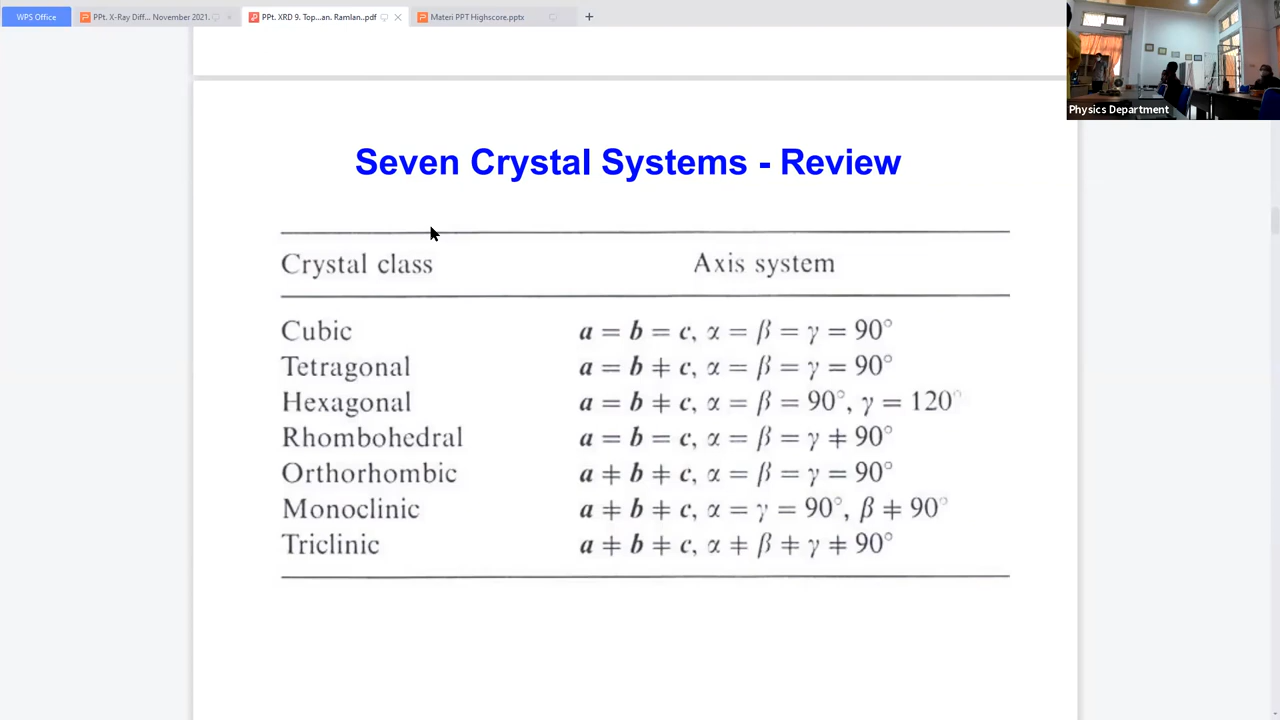 WPS Office
PPt. X-Ray Diff... November 2021.
PPt. XRD 9. Top...an. Ramlan..pdf
Materi PPT Highscore.pptx
Physics Department
Seven Crystal Systems - Review
Crystal class Axis system
Cubic a = b = c, α = β = γ = 90°
Tetragonal a = b ≠ c, α = β = γ = 90°
Hexagonal a = b ≠ c, α = β = 90°, γ = 120°
Rhombohedral a = b = c, α = β = γ ≠ 90°
Orthorhombic a ≠ b ≠ c, α = β = γ = 90°
Monoclinic a ≠ b ≠ c, α = γ = 90°, β ≠ 90°
Triclinic a ≠ b ≠ c, α ≠ β ≠ γ ≠ 90°